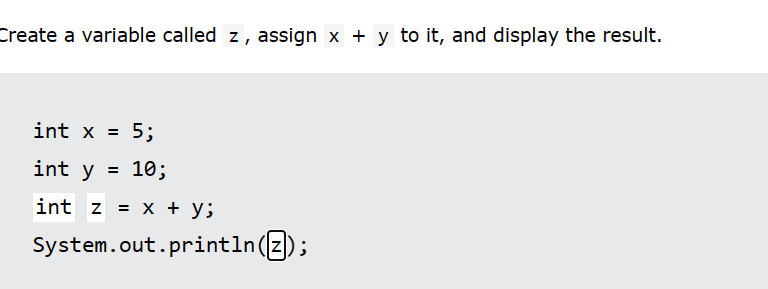 Create a variable called z, assign x + y to it, and display the result.
int x = 5;
int y = 10;
int z = x + y;
System.out.println(z);